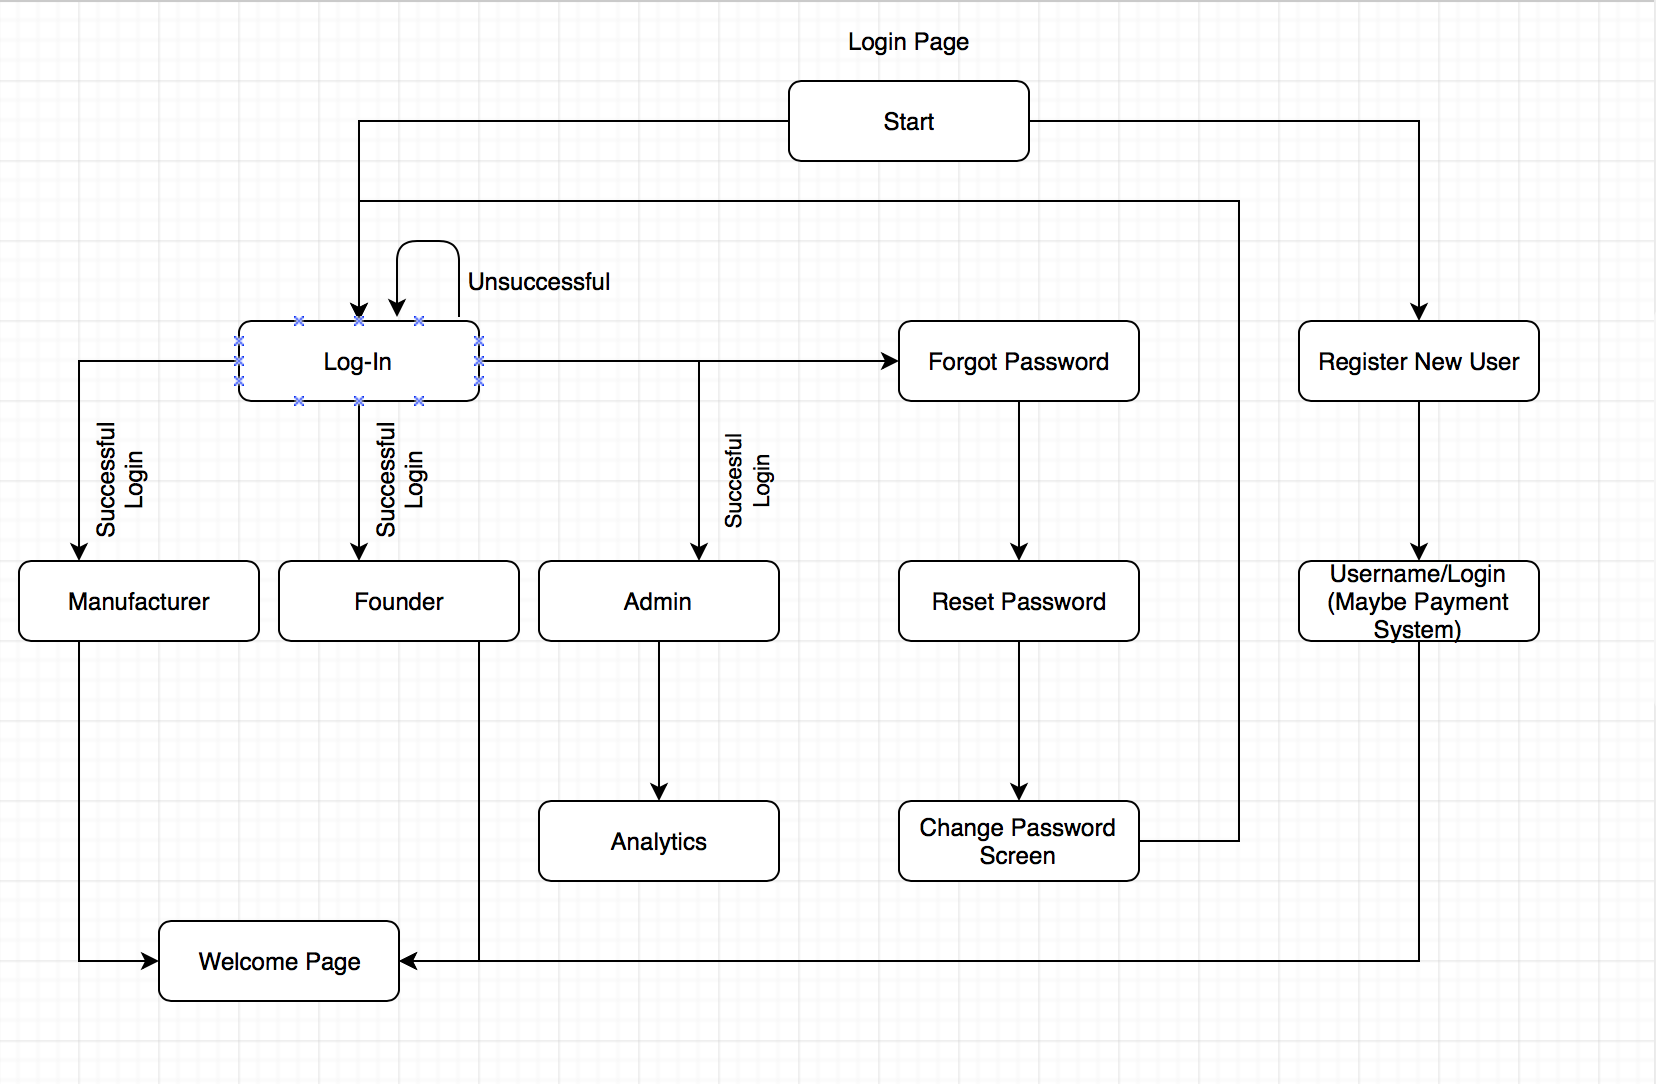 Login Page
Start
Unsuccessful
Log-In
Forgot Password
Register New User
Successful
Login
Successful
Login
Succesful
Login
Manufacturer
Founder
Admin
Reset Password
Username/Login
(Maybe Payment
System)
Analytics
Change Password
Screen
Welcome Page